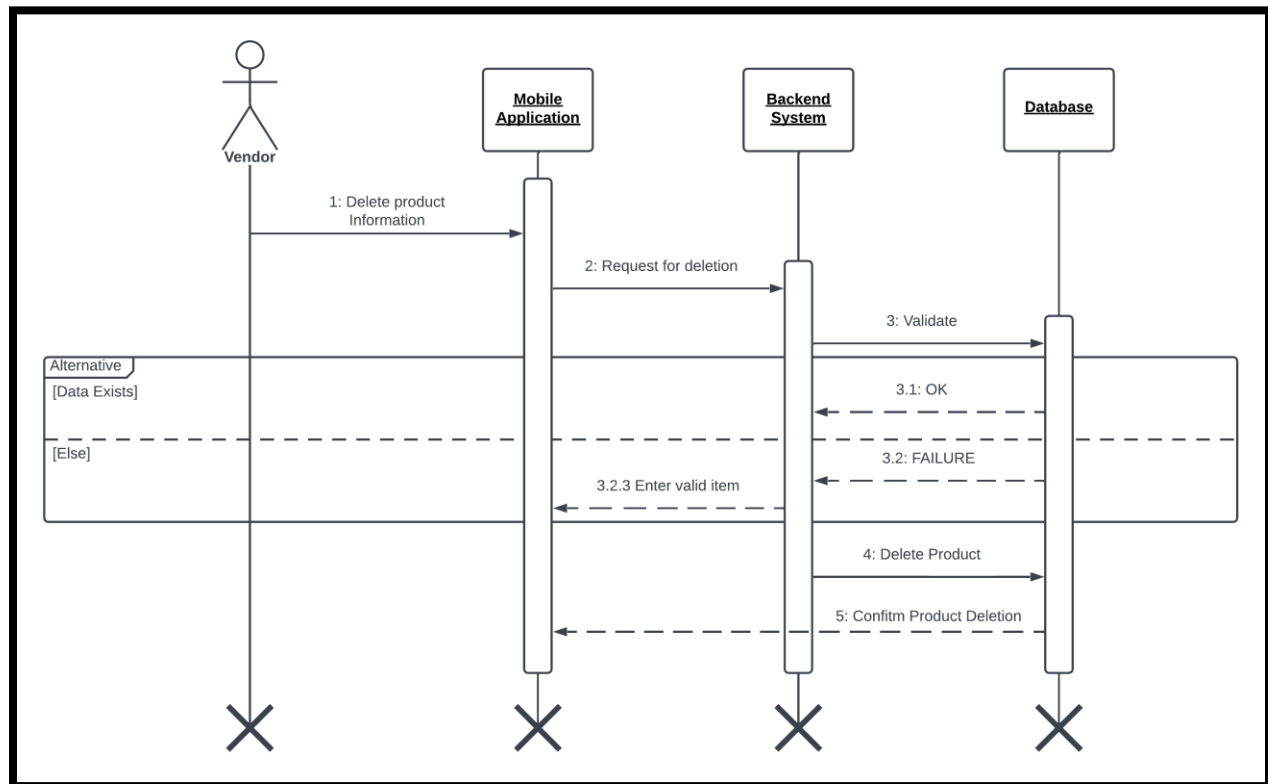 Vendor
Mobile
Application
Backend
System
Database
1: Delete product
Information
2: Request for deletion
3: Validate
Alternative
[Data Exists]
3.1: OK
[Else]
3.2: FAILURE
3.2.3 Enter valid item
4: Delete Product
5: Confitm Product Deletion